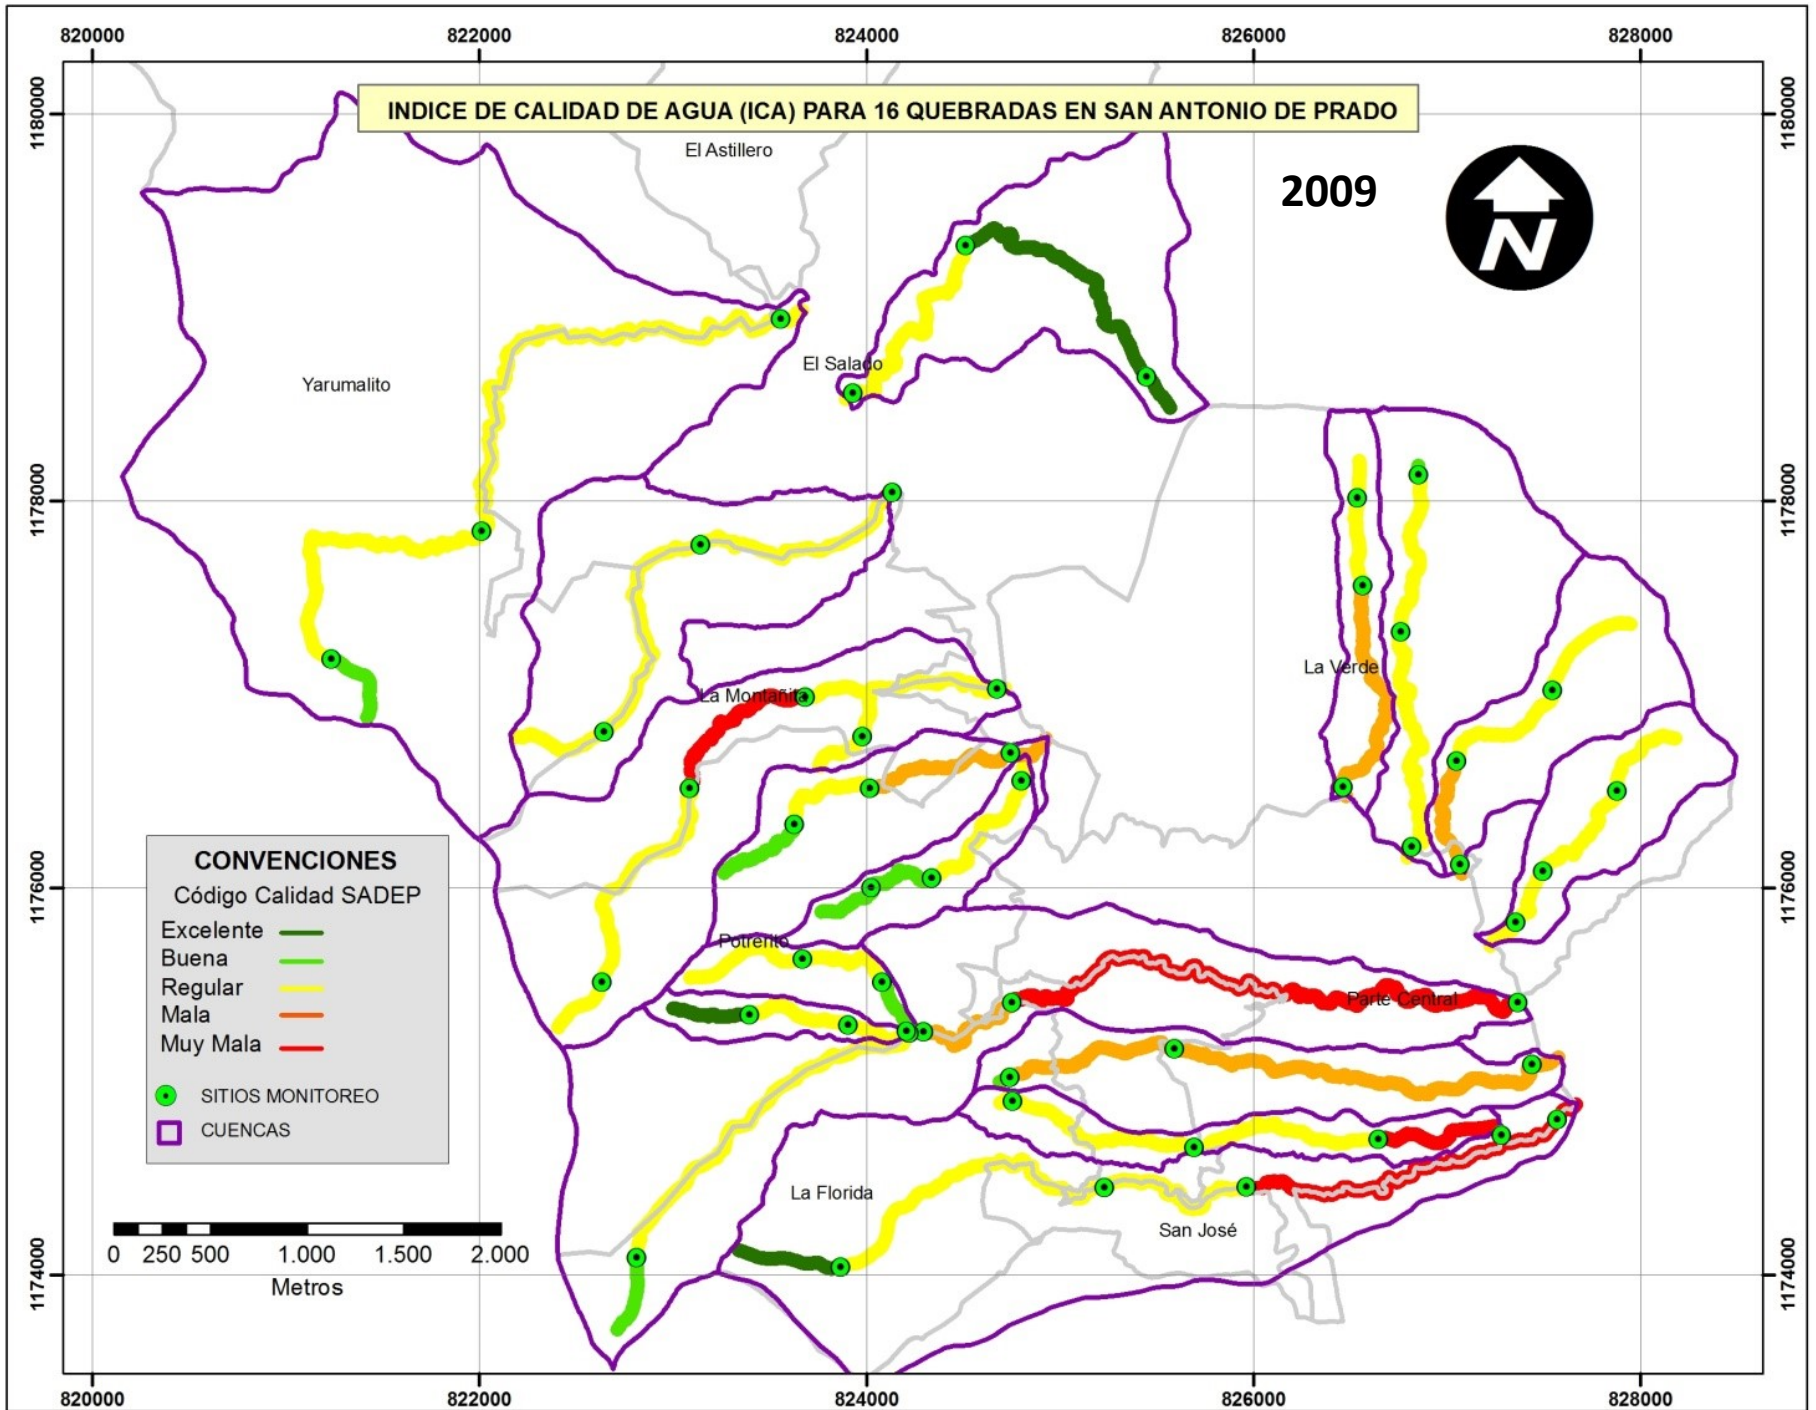 820000 822000 824000 826000 828000
INDICE DE CALIDAD DE AGUA (ICA) PARA 16 QUEBRADAS EN SAN ANTONIO DE PRADO
1180000 1180000
El Astillero
2009
N
El Salado
Yarumalito
1178000 1178000
La Verde
La Montañita
1176000 1176000
CONVENCIONES
Código Calidad SADEP
Excelente
Buena
Regular
Mala
Muy Mala
SITIOS MONITOREO
CUENCAS
Potrerito
Parte Central
La Florida
San José
0 250 500 1.000 1.500 2.000
Metros
1174000 1174000
820000 822000 824000 826000 828000